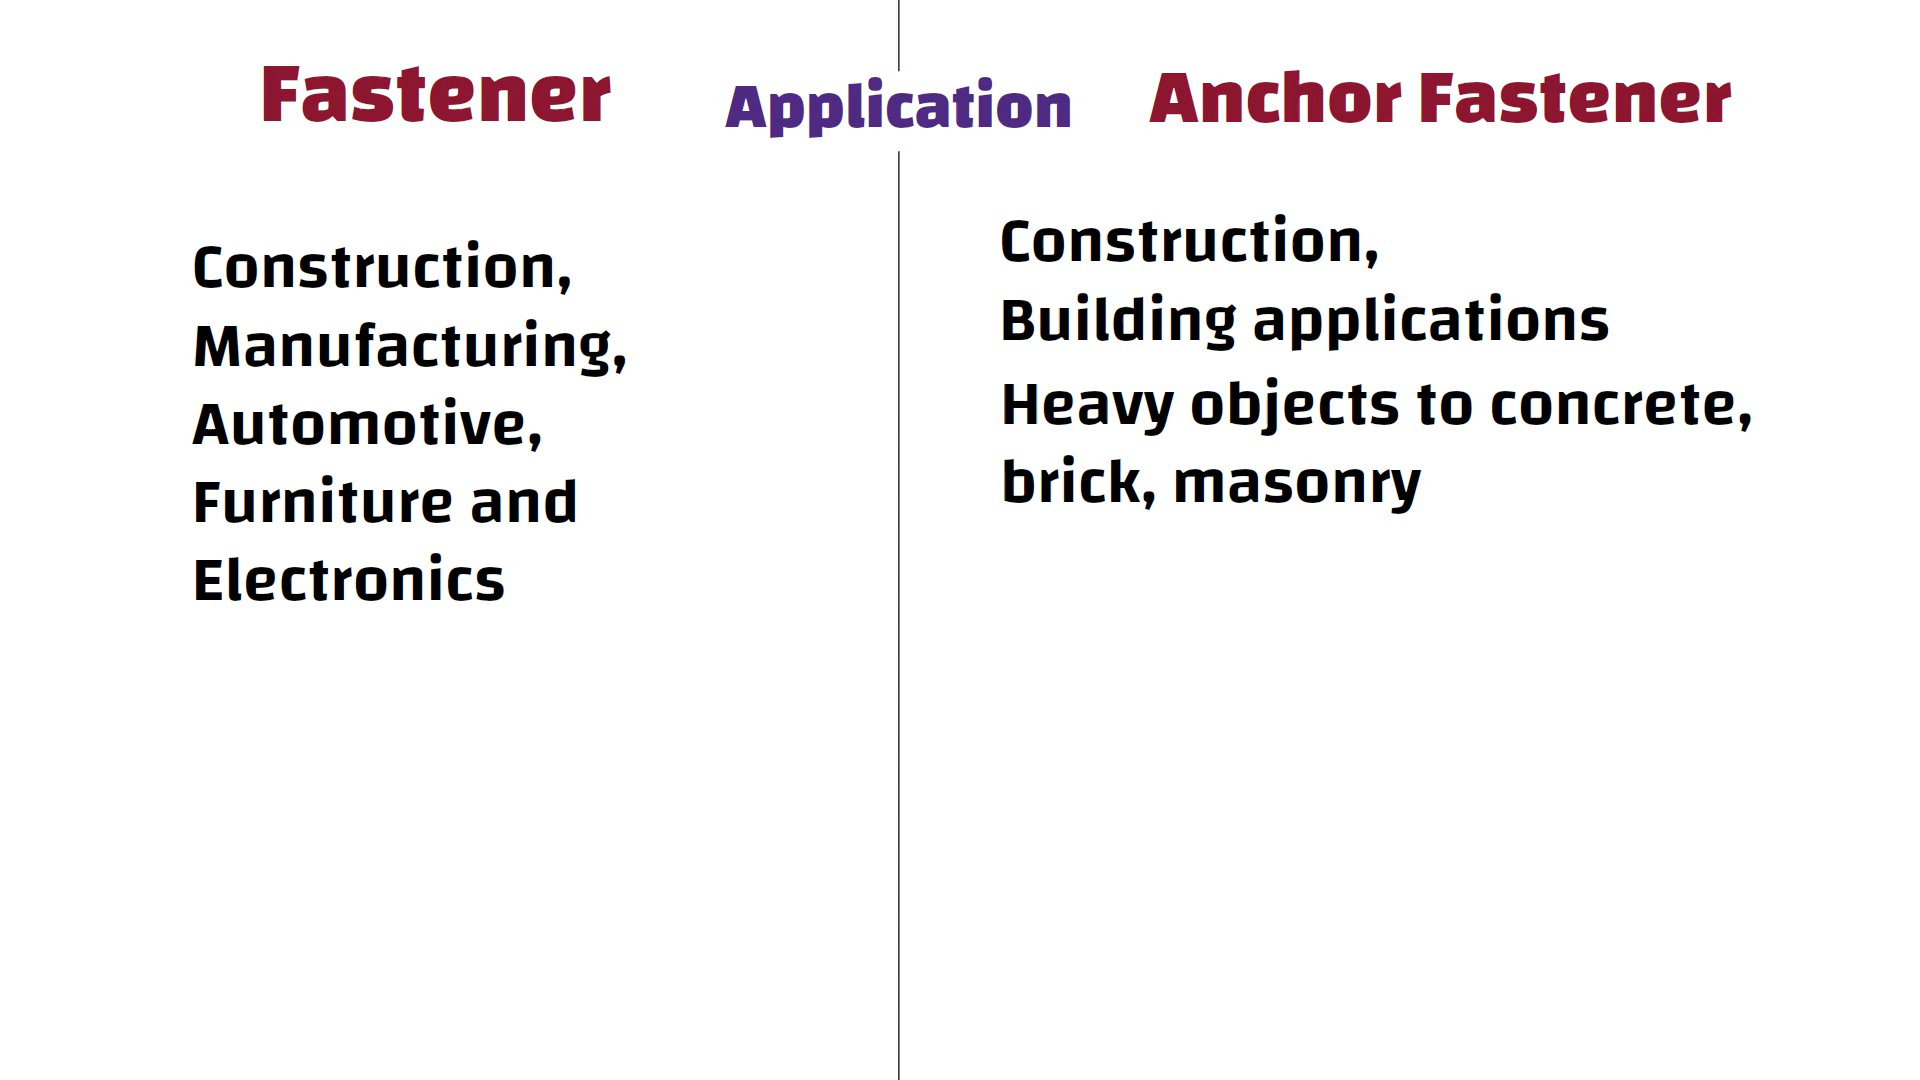 Fastener
Application
Anchor Fastener
Construction,
Manufacturing,
Automotive,
Furniture and
Electronics
Construction,
Building applications
Heavy objects to concrete,
brick, masonry